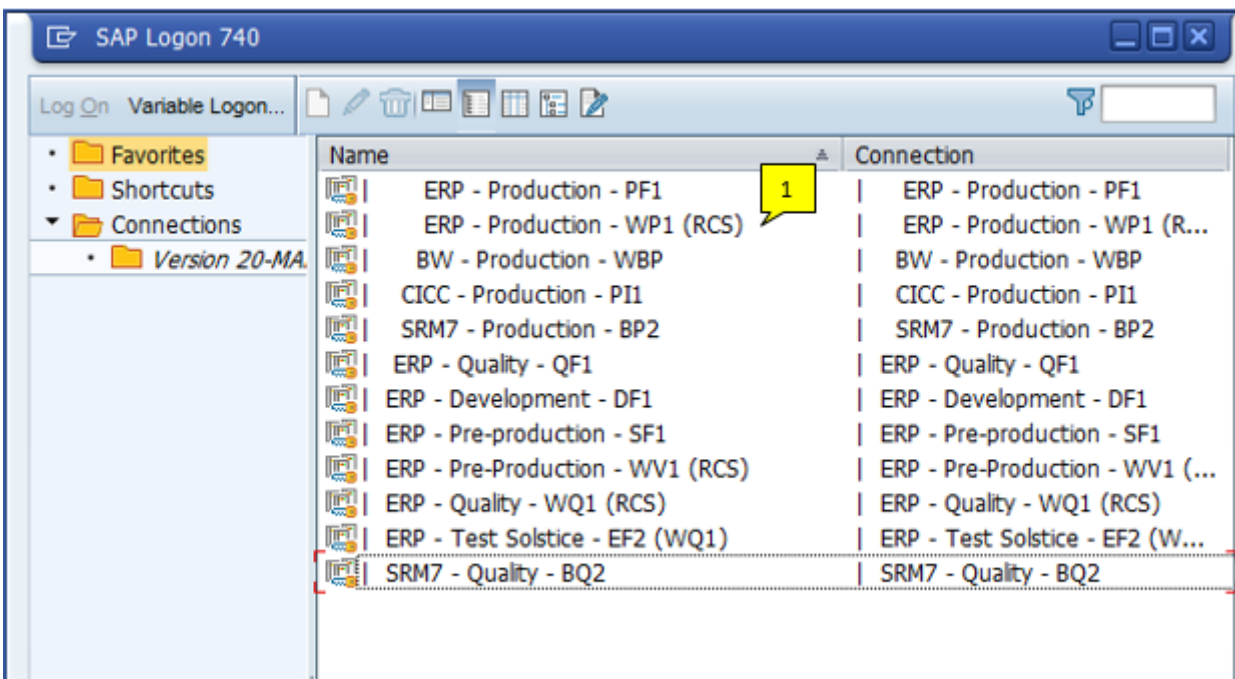 SAP Logon 740
Log On Variable Logon...
Favorites
Shortcuts
Connections
Version 20-MA.
Name Connection
| ERP - Production - PF1 | ERP - Production - PF1
1
| ERP - Production - WP1 (RCS) | ERP - Production - WP1 (R...
| BW - Production - WBP | BW - Production - WBP
| CICC - Production - PI1 | CICC - Production - PI1
| SRM7 - Production - BP2 | SRM7 - Production - BP2
| ERP - Quality - QF1 | ERP - Quality - QF1
| ERP - Development - DF1 | ERP - Development - DF1
| ERP - Pre-production - SF1 | ERP - Pre-production - SF1
| ERP - Pre-Production - WV1 (RCS) | ERP - Pre-Production - WV1 (...
| ERP - Quality - WQ1 (RCS) | ERP - Quality - WQ1 (RCS)
| ERP - Test Solstice - EF2 (WQ1) | ERP - Test Solstice - EF2 (W...
| SRM7 - Quality - BQ2 | SRM7 - Quality - BQ2